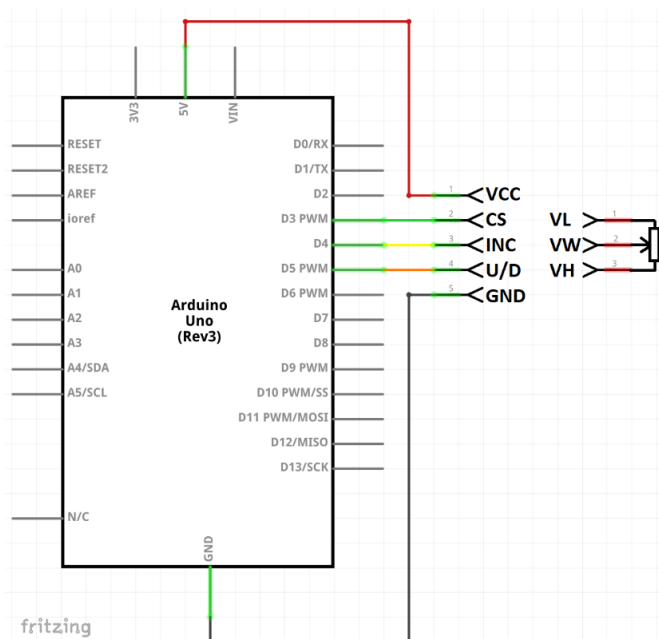 3V3
5V
VIN
RESET
RESET2
AREF
ioref
A0
A1
A2
A3
A4/SDA
A5/SCL
N/C
Arduino
Uno
(Rev3)
D0/RX
D1/TX
D2
D3 PWM
D4
D5 PWM
D6 PWM
D7
D8
D9 PWM
D10 PWM/SS
D11 PWM/MOSI
D12/MISO
D13/SCK
GND
1 VCC
2 CS
3 INC
4 U/D
5 GND
VL 1
VW 2
VH 3
fritzing